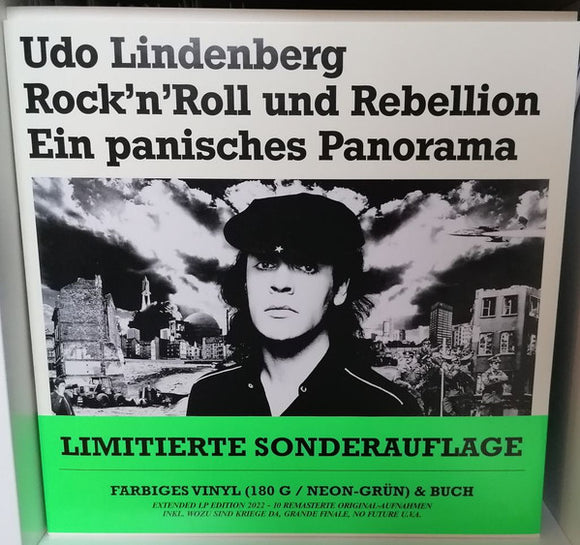 Udo Lindenberg
Rock'n'Roll und Rebellion
Ein panisches Panorama
LIMITIERTE SONDERAUFLAGE
FARBIGES VINYL (180 G / NEON-GRÜN) & BUCH
EXTENDED LP EDITION 2022 - 10 REMASTERTE ORIGINAL-AUFNAHMEN
INKL. WOZU SIND KRIEGE DA, GRANDE FINALE, NO FUTURE U.V.A.